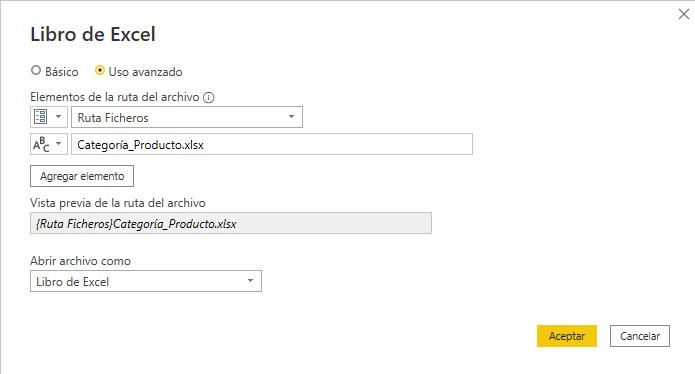 Libro de Excel
Básico Uso avanzado
Elementos de la ruta del archivo
Ruta Ficheros
ABC Categoría_Producto.xlsx
Agregar elemento
Vista previa de la ruta del archivo
{Ruta Ficheros}Categoría_Producto.xlsx
Abrir archivo como
Libro de Excel
Aceptar Cancelar